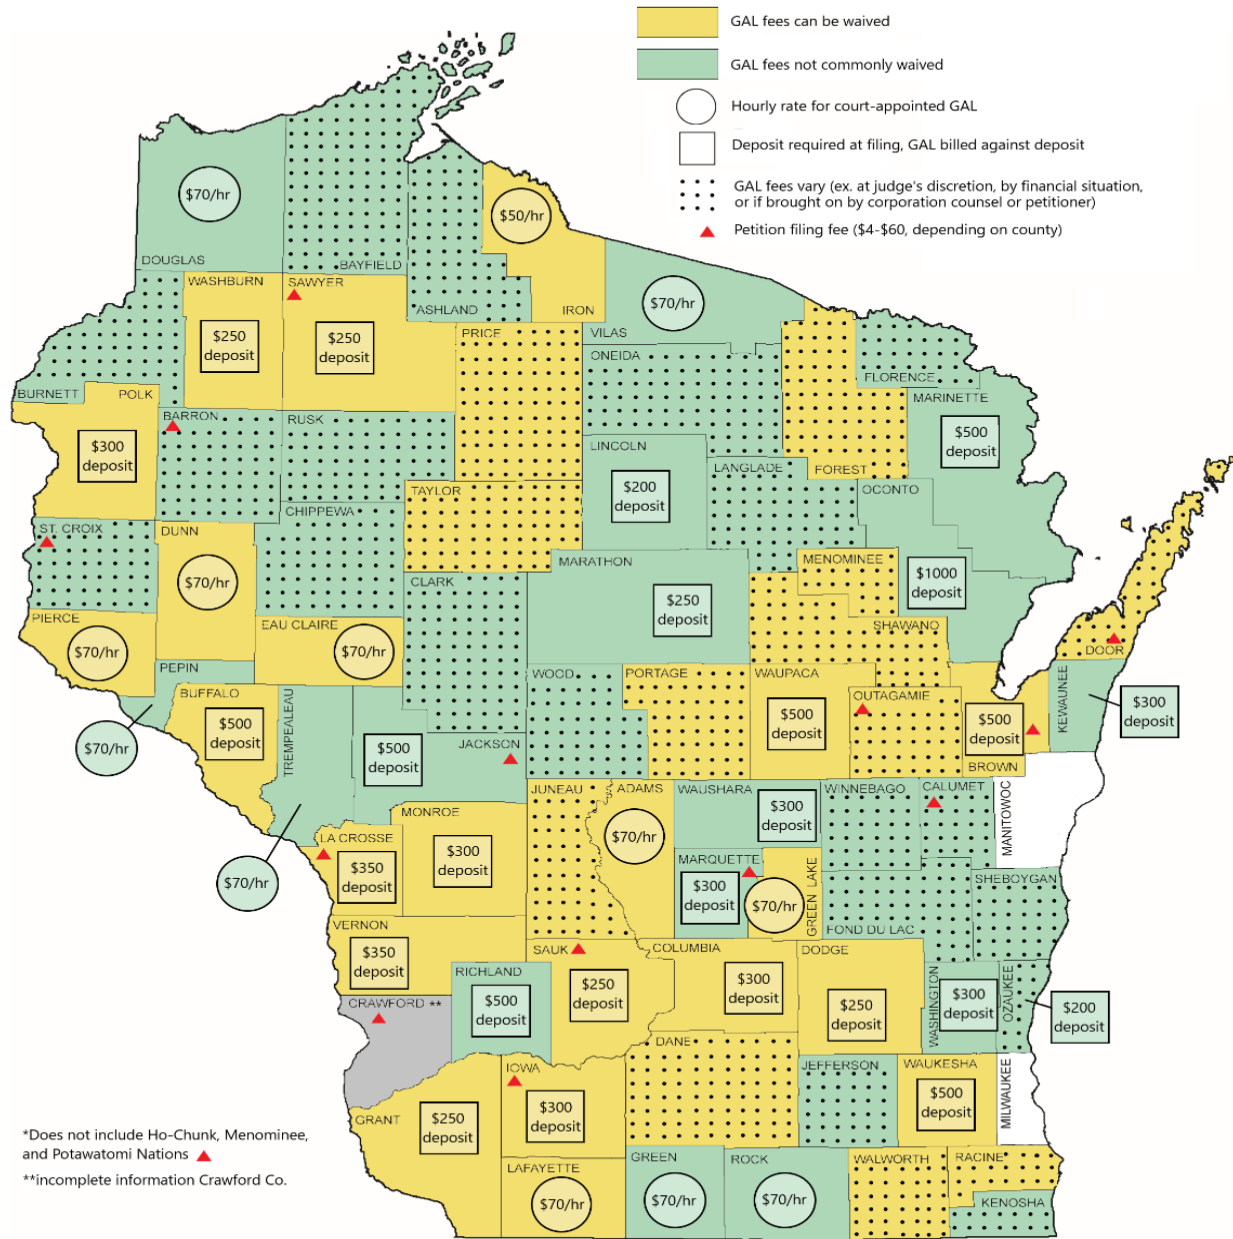 GAL fees can be waived
GAL fees not commonly waived
Hourly rate for court-appointed GAL
Deposit required at filing, GAL billed against deposit
GAL fees vary (ex. at judge's discretion, by financial situation,
or if brought on by corporation counsel or petitioner)
Petition filing fee ($4-$60, depending on county)
$70/hr
DOUGLAS
BAYFIELD
ASHLAND
$50/hr
IRON
$70/hr
VILAS
WASHBURN
$250
deposit
SAWYER
$250
deposit
PRICE
ONEIDA
FLORENCE
FOREST
MARINETTE
$500
deposit
BURNETT
POLK
$300
deposit
BARRON
RUSK
LINCOLN
$200
deposit
LANGLADE
OCONTO
$1000
deposit
TAYLOR
CHIPPEWA
ST. CROIX
DUNN
$70/hr
MARATHON
$250
deposit
MENOMINEE
SHAWANO
CLARK
PIERCE
$70/hr
EAU CLAIRE
$70/hr
DOOR
PEPIN
$70/hr
BUFFALO
$500
deposit
TREMPEALEAU
$70/hr
$500
deposit
JACKSON
WOOD
PORTAGE
WAUPACA
$500
deposit
OUTAGAMIE
$500
deposit
BROWN
KEWAUNEE
$300
deposit
JUNEAU
ADAMS
$70/hr
WAUSHARA
$300
deposit
WINNEBAGO
CALUMET
MANITOWOC
MONROE
$300
deposit
LA CROSSE
$350
deposit
MARQUETTE
$300
deposit
$70/hr
GREEN LAKE
FOND DU LAC
SHEBOYGAN
VERNON
$350
deposit
SAUK
$250
deposit
COLUMBIA
$300
deposit
DODGE
$250
deposit
WASHINGTON
$300
deposit
OZAUKEE
$200
deposit
RICHLAND
$500
deposit
CRAWFORD **
DANE
JEFFERSON
WAUKESHA
$500
deposit
MILWAUKEE
IOWA
$300
deposit
GRANT
$250
deposit
LAFAYETTE
$70/hr
GREEN
$70/hr
ROCK
$70/hr
WALWORTH
RACINE
KENOSHA
*Does not include Ho-Chunk, Menominee,
and Potawatomi Nations
**incomplete information Crawford Co.